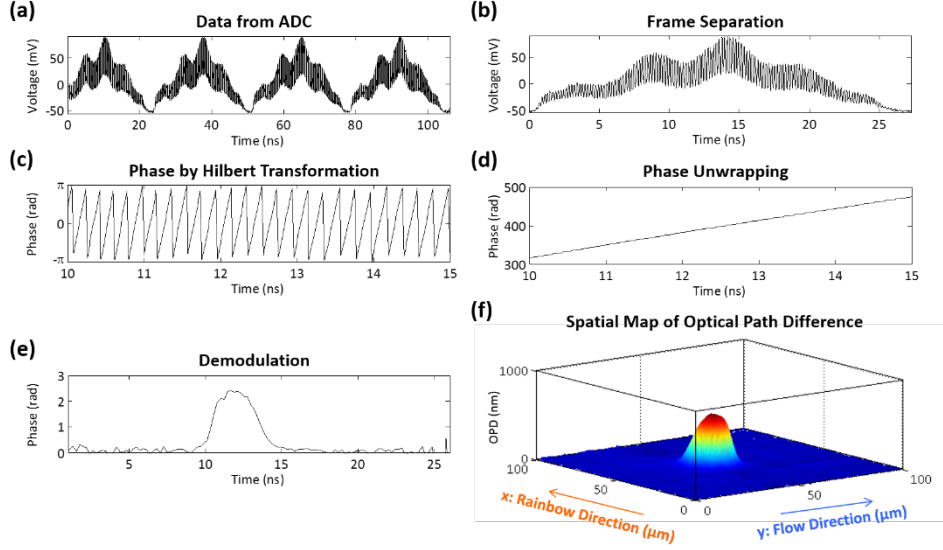 (a)
Data from ADC
Voltage (mV)
50
0
-50
0 20 40 60 80 100
Time (ns)
(b)
Frame Separation
Voltage (mV)
50
0
-50
0 5 10 15 20 25
Time (ns)
(c)
Phase by Hilbert Transformation
Phase (rad)
π
0
-π
10 11 11 12 12 13 13 14 14 15
Time (ns)
(d)
Phase Unwrapping
Phase (rad)
500
400
300
10 11 12 13 14 15
Time (ns)
(e)
Demodulation
Phase (rad)
3
2
1
0
5 10 15 20 25
Time (ns)
(f)
Spatial Map of Optical Path Difference
OPD (nm)
1000
0
100
50
0
0
50
100
x: Rainbow Direction (μm)
y: Flow Direction (μm)